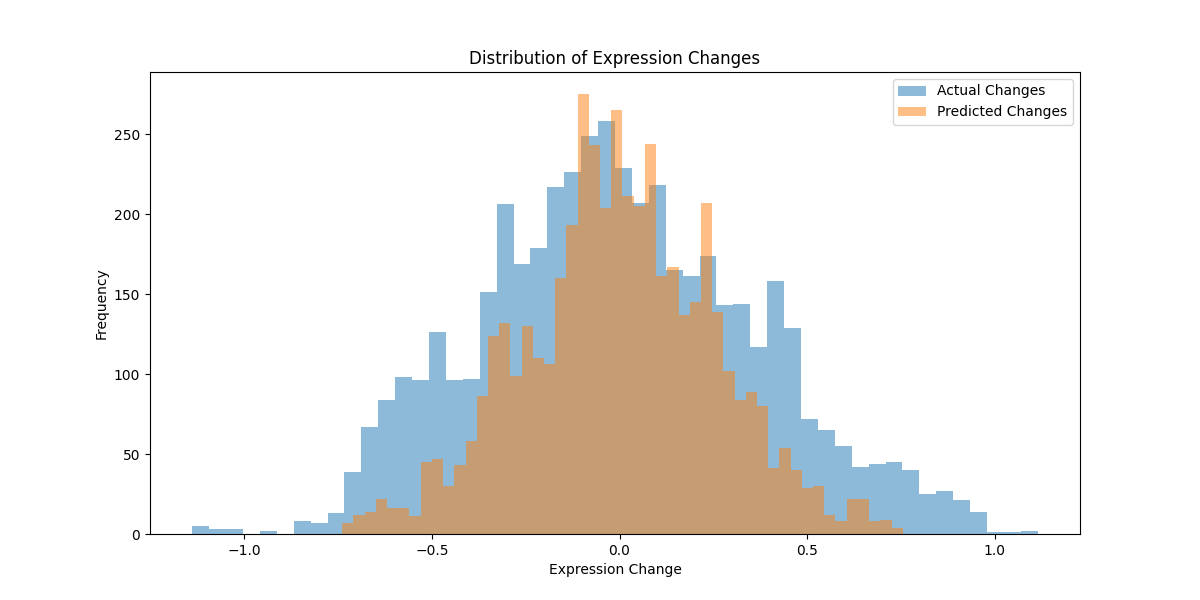 Distribution of Expression Changes
Actual Changes
Predicted Changes
Frequency
250
200
150
100
50
0
−1.0
−0.5
0.0
0.5
1.0
Expression Change